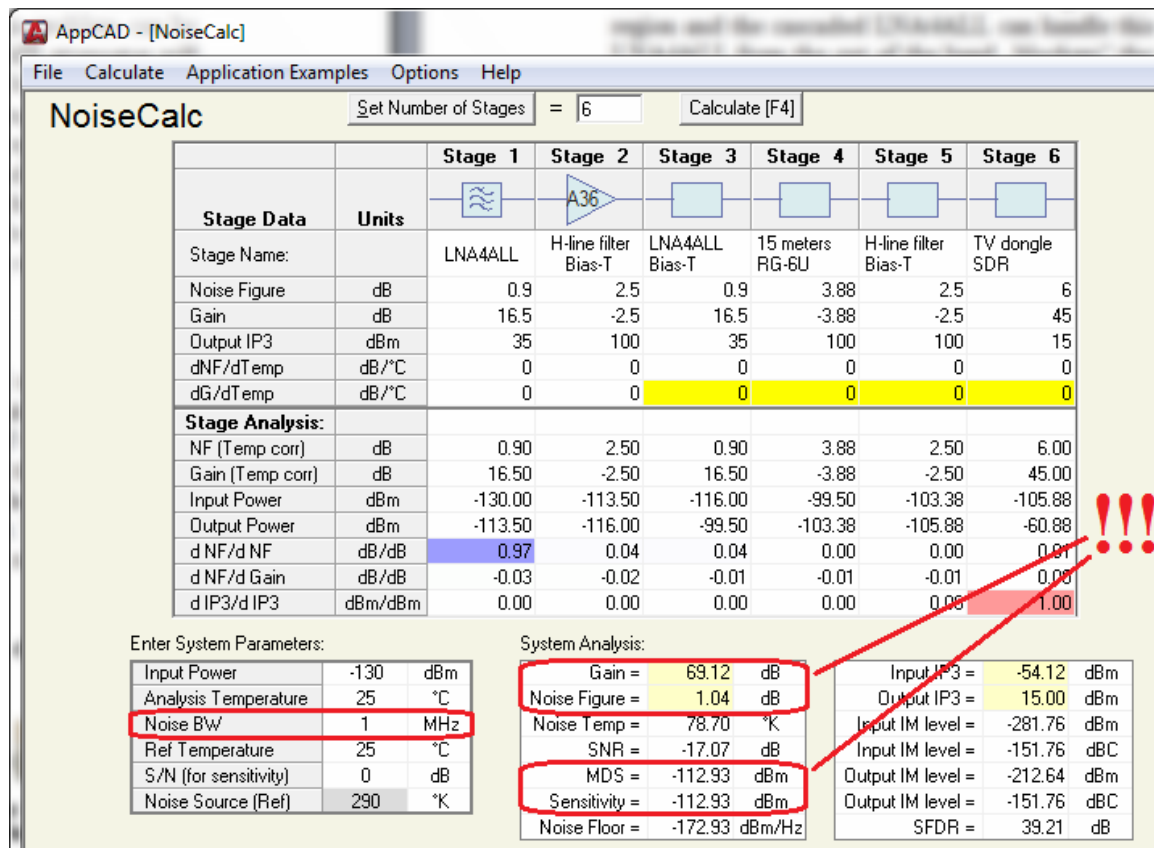 AppCAD - [NoiseCalc]
region and the cascaded LNA4ALL can handle this
File Calculate Application Examples Options Help
NoiseCalc
Set Number of Stages = 6 Calculate [F4]
Stage 1 Stage 2 Stage 3 Stage 4 Stage 5 Stage 6
A36
Stage Data Units
Stage Name: LNA4ALL H-line filter Bias-T LNA4ALL Bias-T 15 meters RG-6U H-line filter Bias-T TV dongle SDR
Noise Figure dB 0.9 2.5 0.9 3.88 2.5 6
Gain dB 16.5 -2.5 16.5 -3.88 -2.5 45
Output IP3 dBm 35 100 35 100 100 15
dNF/dTemp dB/°C 0 0 0 0 0 0
dG/dTemp dB/°C 0 0 0 0 0 0
Stage Analysis:
NF (Temp corr) dB 0.90 2.50 0.90 3.88 2.50 6.00
Gain (Temp corr) dB 16.50 -2.50 16.50 -3.88 -2.50 45.00
Input Power dBm -130.00 -113.50 -116.00 -99.50 -103.38 -105.88
Output Power dBm -113.50 -116.00 -99.50 -103.38 -105.88 -60.88
d NF/d NF dB/dB 0.97 0.04 0.04 0.00 0.00 0.01
d NF/d Gain dB/dB -0.03 -0.02 -0.01 -0.01 -0.01 0.00
d IP3/d IP3 dBm/dBm 0.00 0.00 0.00 0.00 0.00 1.00
!!!
Enter System Parameters:
Input Power -130 dBm
Analysis Temperature 25 °C
Noise BW 1 MHz
Ref Temperature 25 °C
S/N (for sensitivity) 0 dB
Noise Source (Ref) 290 °K
System Analysis:
Gain = 69.12 dB
Noise Figure = 1.04 dB
Noise Temp = 78.70 °K
SNR = -17.07 dB
MDS = -112.93 dBm
Sensitivity = -112.93 dBm
Noise Floor = -172.93 dBm/Hz
Input IP3 = -54.12 dBm
Output IP3 = 15.00 dBm
Input IM level = -281.76 dBm
Input IM level = -151.76 dBC
Output IM level = -212.64 dBm
Output IM level = -151.76 dBC
SFDR = 39.21 dB